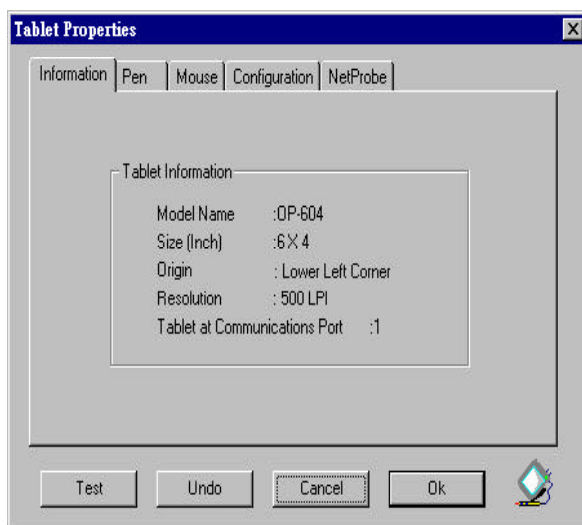 Tablet Properties
Information Pen Mouse Configuration NetProbe
Tablet Information
Model Name :OP-604
Size (Inch) :6 X 4
Origin : Lower Left Corner
Resolution : 500 LPI
Tablet at Communications Port :1
Test Undo Cancel Ok